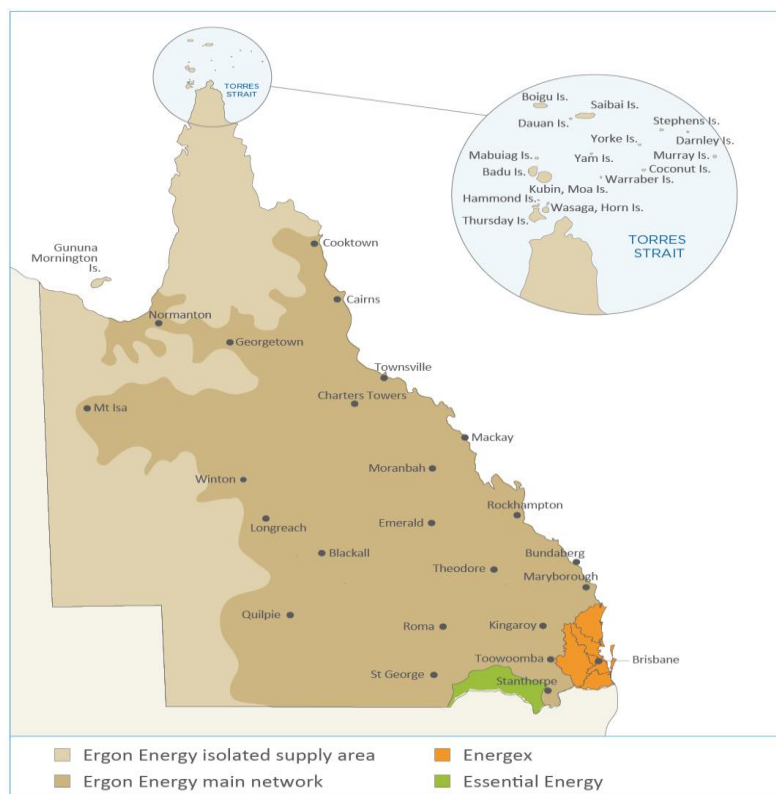 TORRES
STRAIT
Boigu Is.
Saibai Is.
Dauan Is.
Stephens Is.
Yorke Is.
Darnley Is.
Mabuiag Is.
Yam Is.
Murray Is.
Badu Is.
Coconut Is.
Warraber Is.
Kubin, Moa Is.
Hammond Is.
Wasaga, Horn Is.
Thursday Is.
TORRES
STRAIT
Gununa
Mornington
Is.
Cooktown
Cairns
Normanton
Georgetown
Townsville
Charters Towers
Mt Isa
Mackay
Moranbah
Winton
Rockhampton
Longreach
Emerald
Blackall
Bundaberg
Theodore
Maryborough
Quilpie
Roma
Kingaroy
Toowoomba
Brisbane
St George
Stanthorpe
Ergon Energy isolated supply area
Energex
Ergon Energy main network
Essential Energy